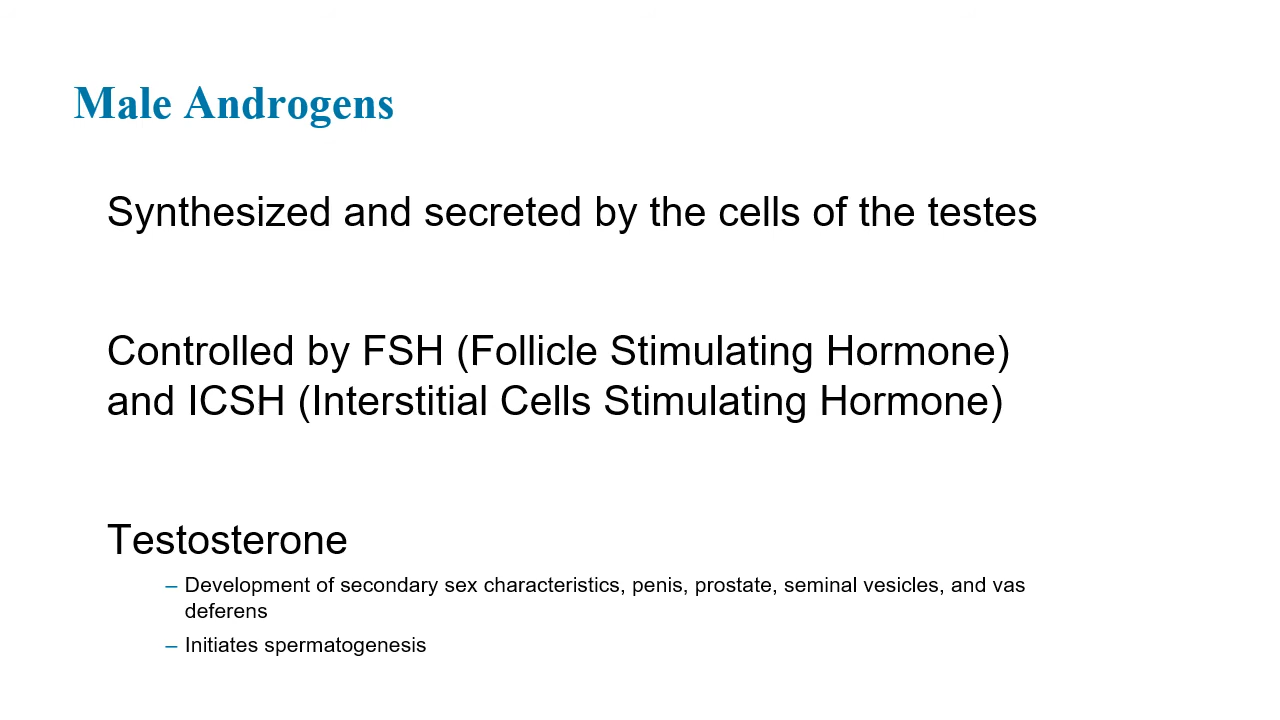 Male Androgens
Synthesized and secreted by the cells of the testes
Controlled by FSH (Follicle Stimulating Hormone)
and ICSH (Interstitial Cells Stimulating Hormone)
Testosterone
– Development of secondary sex characteristics, penis, prostate, seminal vesicles, and vas
deferens
– Initiates spermatogenesis